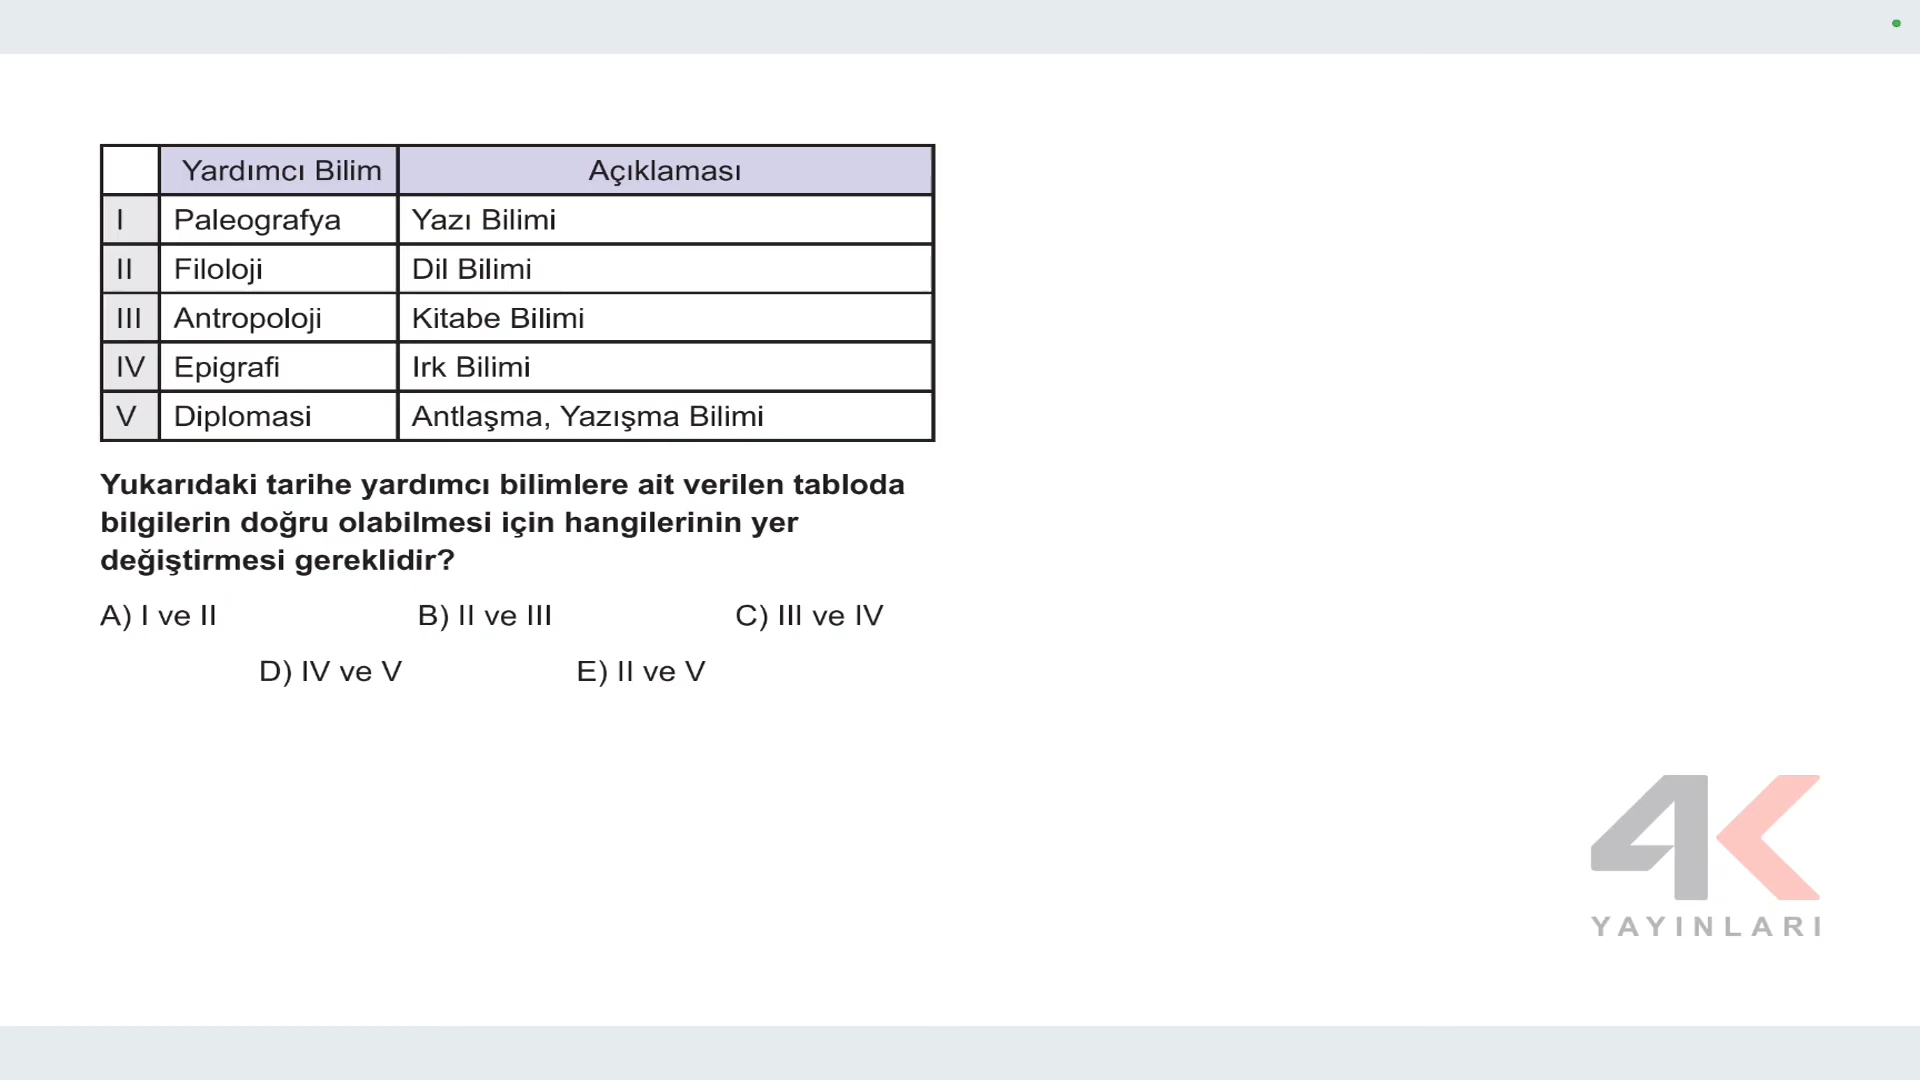 Yardımcı Bilim Açıklaması
I Paleografya Yazı Bilimi
II Filoloji Dil Bilimi
III Antropoloji Kitabe Bilimi
IV Epigrafi Irk Bilimi
V Diplomasi Antlaşma, Yazışma Bilimi
Yukarıdaki tarihe yardımcı bilimlere ait verilen tabloda
bilgilerin doğru olabilmesi için hangilerinin yer
değiştirmesi gereklidir?
A) I ve II B) II ve III C) III ve IV
D) IV ve V E) II ve V
4K
YAYINLARI